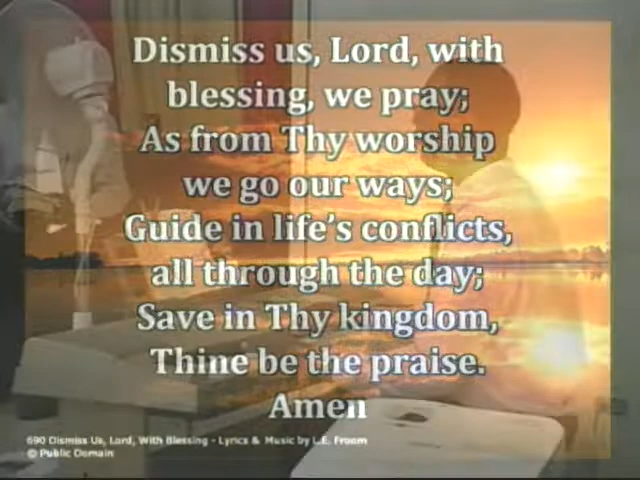 Dismiss us, Lord, with
blessing, we pray;
As from Thy worship
we go our ways;
Guide in life's conflicts,
all through the day;
Save in Thy kingdom,
Thine be the praise.
Amen
690 Dismiss Us, Lord, With Blessing - Lyrics & Music by L.E. Froom
© Public Domain